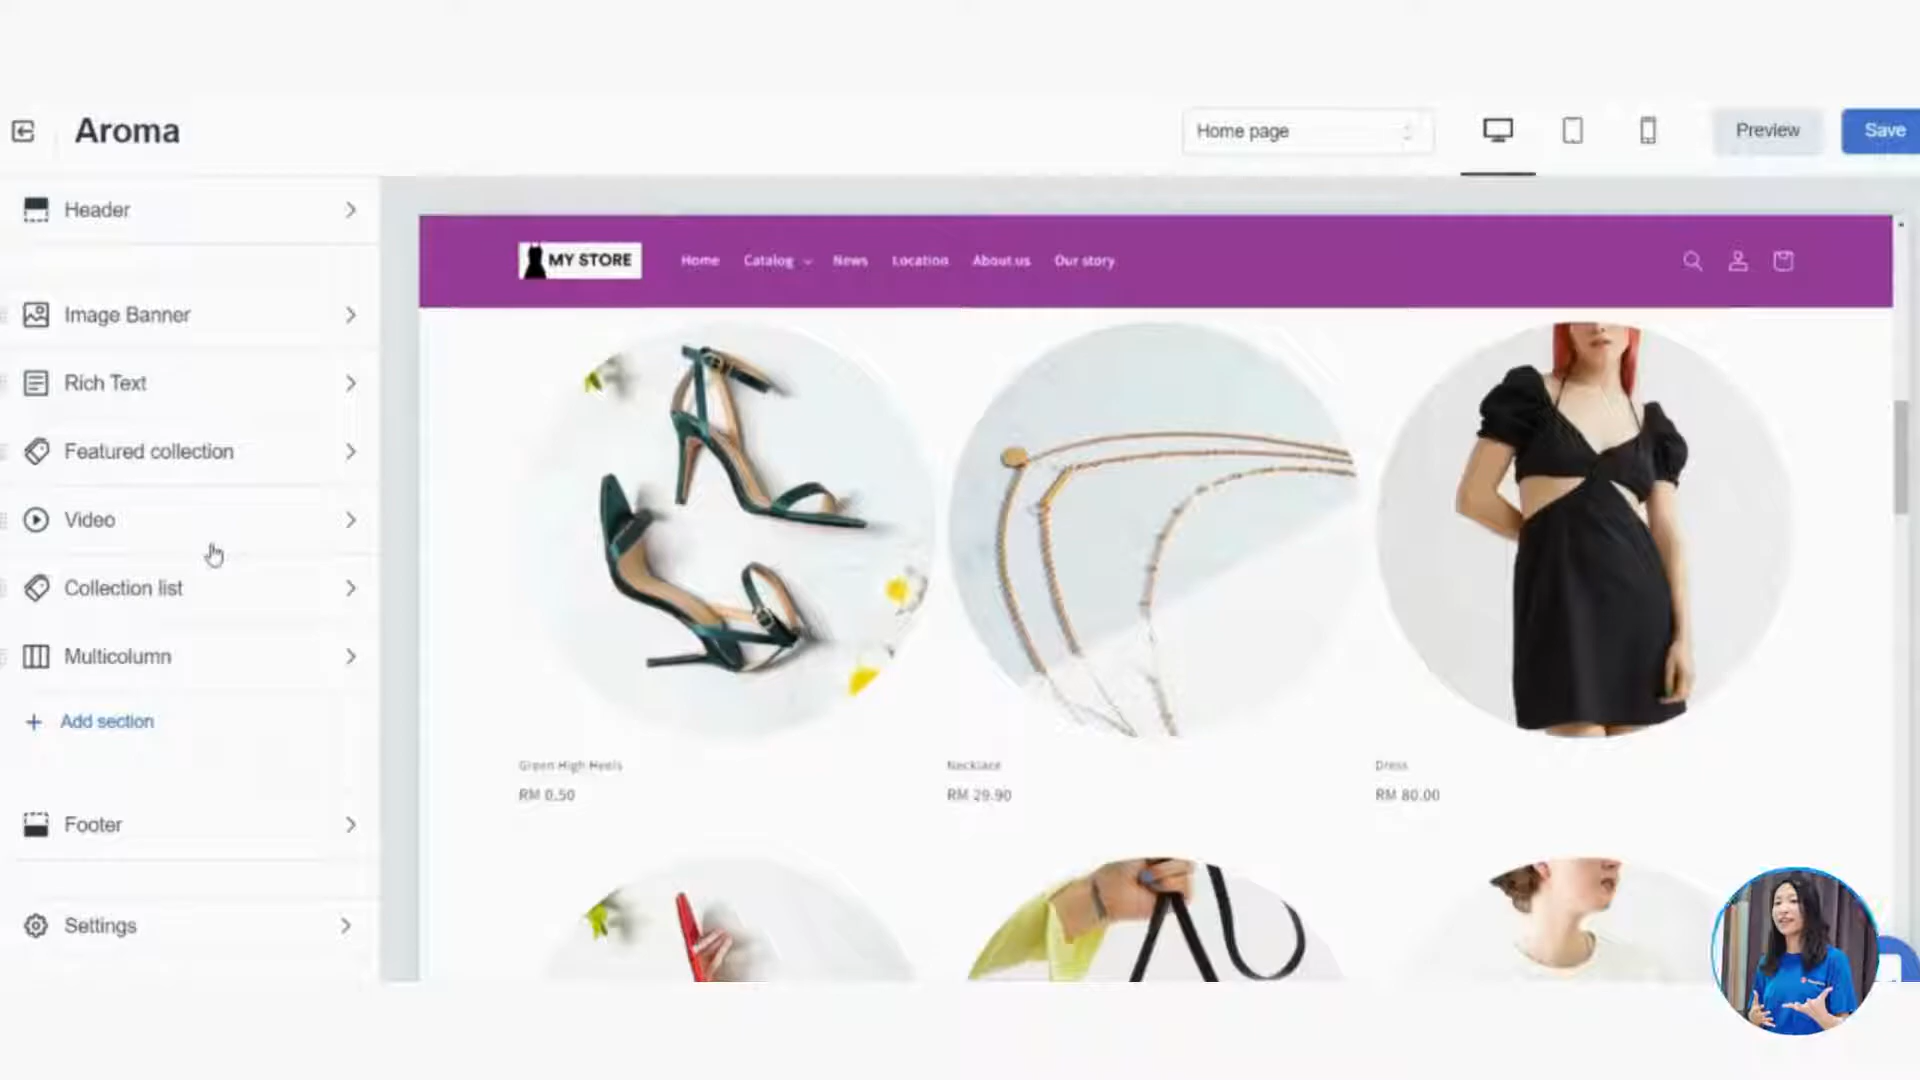 Aroma
Home page
Preview
Save
Header
Image Banner
Rich Text
Featured collection
Video
Collection list
Multicolumn
Add section
Footer
Settings
MY STORE
Home
Catalog
News
Location
About us
Our story
Green High Heels
RM 0.50
Necklace
RM 29.90
Dress
RM 80.00